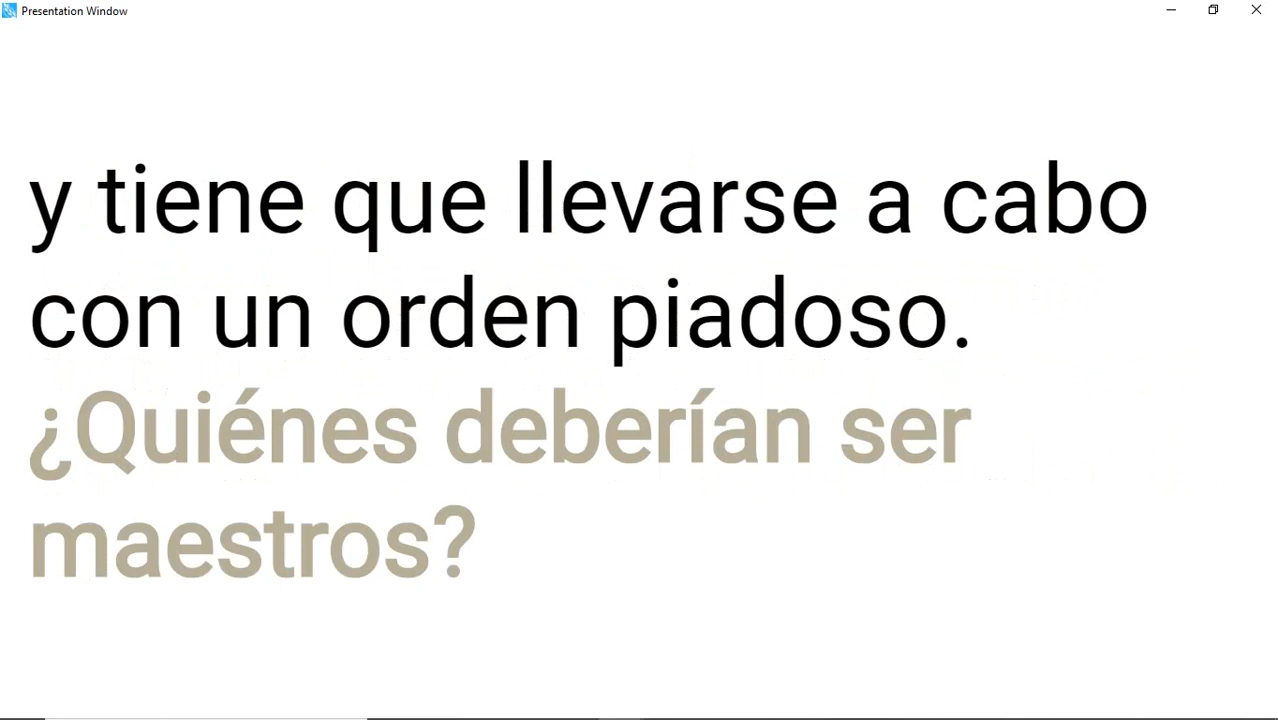 Presentation Window
y tiene que llevarse a cabo
con un orden piadoso.
¿Quiénes deberían ser
maestros?